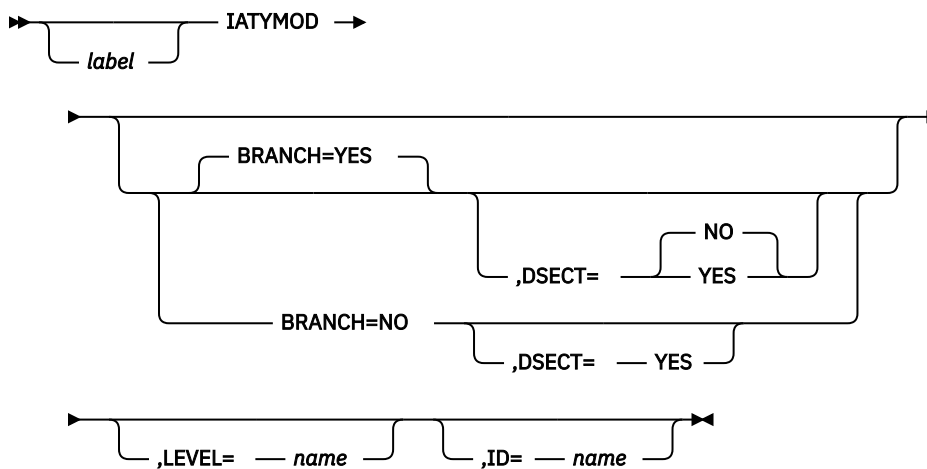 IATYMOD
label
BRANCH=YES
NO
,DSECT= YES
BRANCH=NO
,DSECT= YES
,LEVEL= name ,ID= name